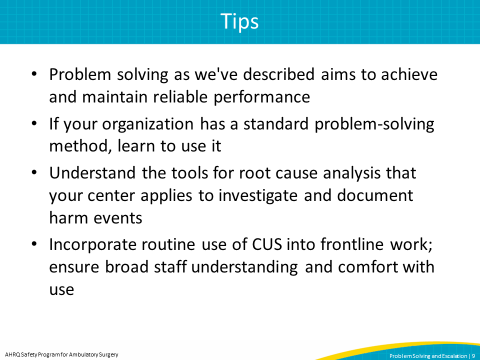 Tips
• Problem solving as we've described aims to achieve
and maintain reliable performance
• If your organization has a standard problem-solving
method, learn to use it
• Understand the tools for root cause analysis that
your center applies to investigate and document
harm events
• Incorporate routine use of CUS into frontline work;
ensure broad staff understanding and comfort with
use
AHRQ Safety Program for Ambulatory Surgery
Problem Solving and Escalation | 9